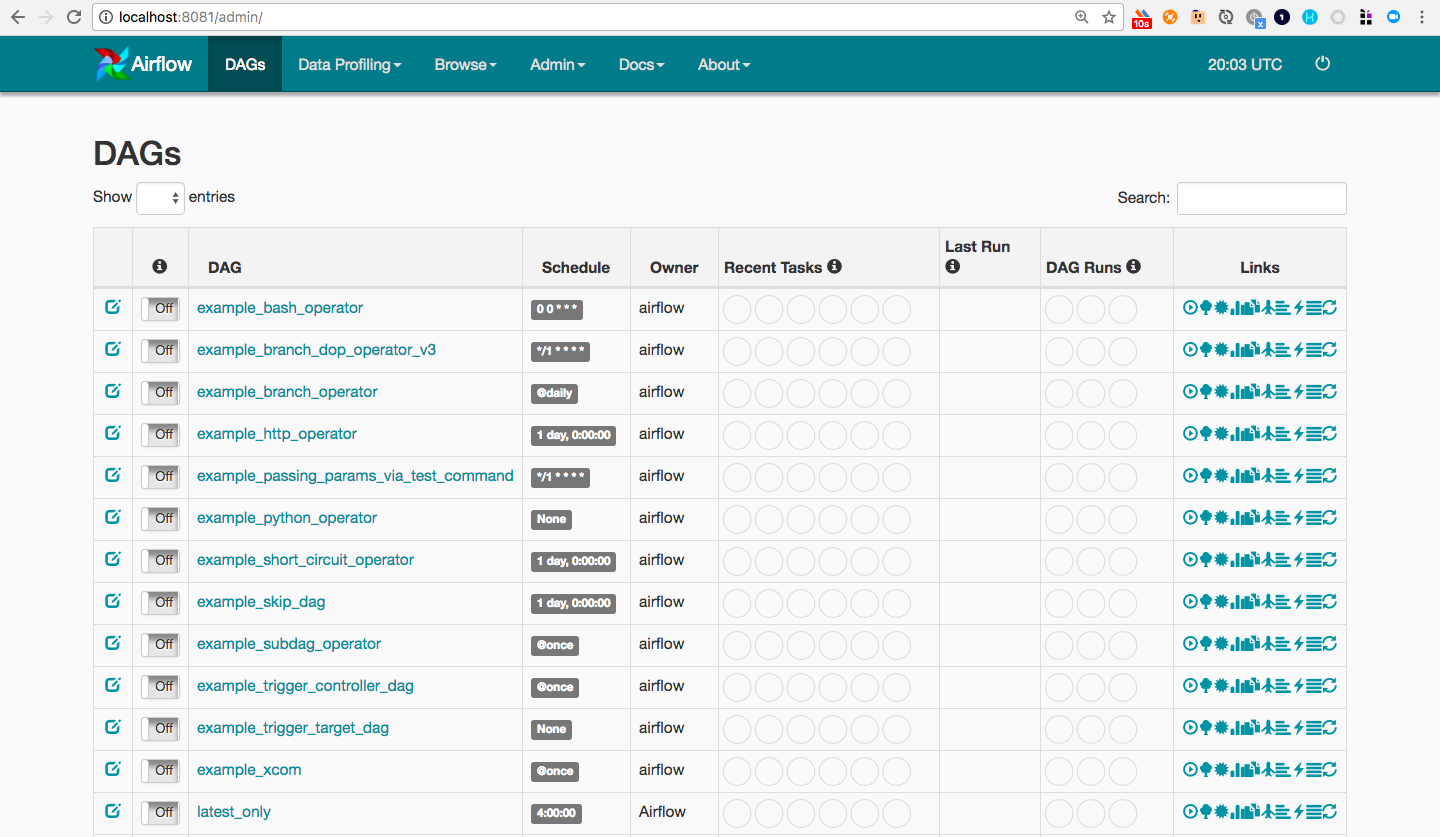 localhost:8081/admin/
10s
x
1
H
Airflow DAGs Data Profiling Browse Admin Docs About 20:03 UTC
DAGs
Show entries Search:
DAG Schedule Owner Recent Tasks Last Run DAG Runs Links
Off example_bash_operator 0 0 * * * airflow
Off example_branch_dop_operator_v3 */1 * * * * airflow
Off example_branch_operator @daily airflow
Off example_http_operator 1 day, 0:00:00 airflow
Off example_passing_params_via_test_command */1 * * * * airflow
Off example_python_operator None airflow
Off example_short_circuit_operator 1 day, 0:00:00 airflow
Off example_skip_dag 1 day, 0:00:00 airflow
Off example_subdag_operator @once airflow
Off example_trigger_controller_dag @once airflow
Off example_trigger_target_dag None airflow
Off example_xcom @once airflow
Off latest_only 4:00:00 Airflow